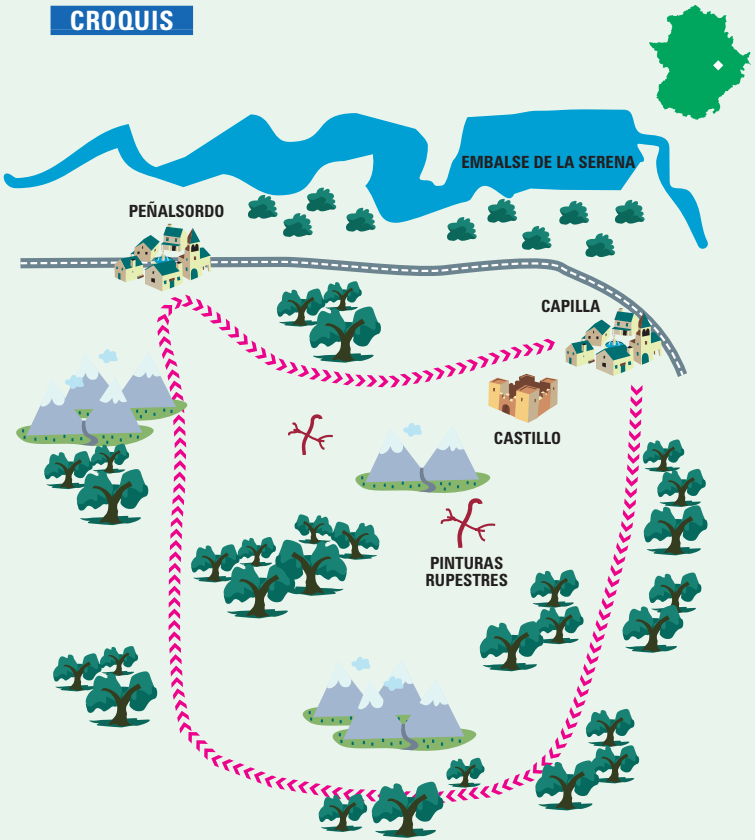 CROQUIS
EMBALSE DE LA SERENA
PEÑALSORDO
CAPILLA
CASTILLO
PINTURAS
RUPESTRES